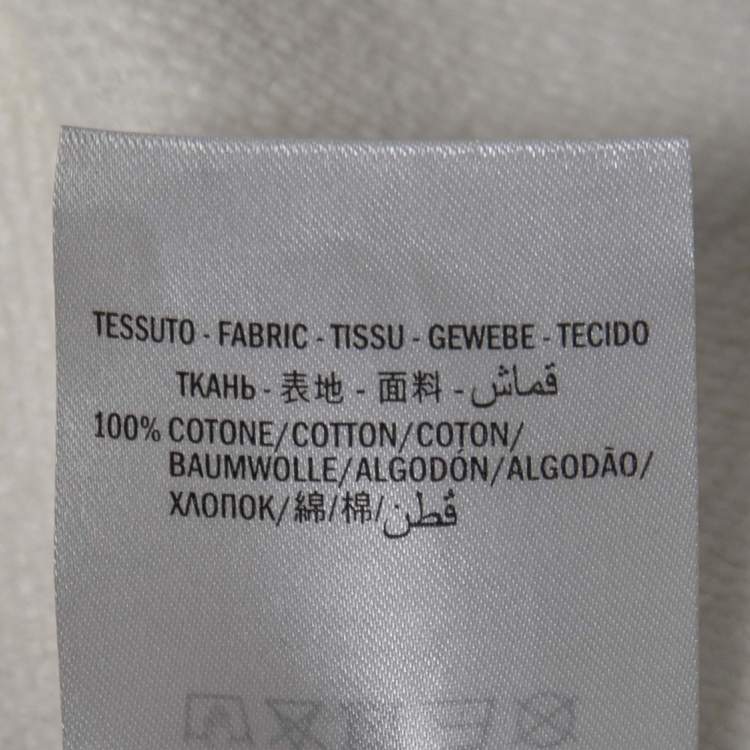 TESSUTO - FABRIC - TISSU - GEWEBE - TECIDO
ТКАНЬ - 表地 - 面料 - قماش
100% COTONE/COTTON/COTON/
BAUMWOLLE/ALGODÓN/ALGODÃO/
ХЛОПОК/綿/棉/قُطن